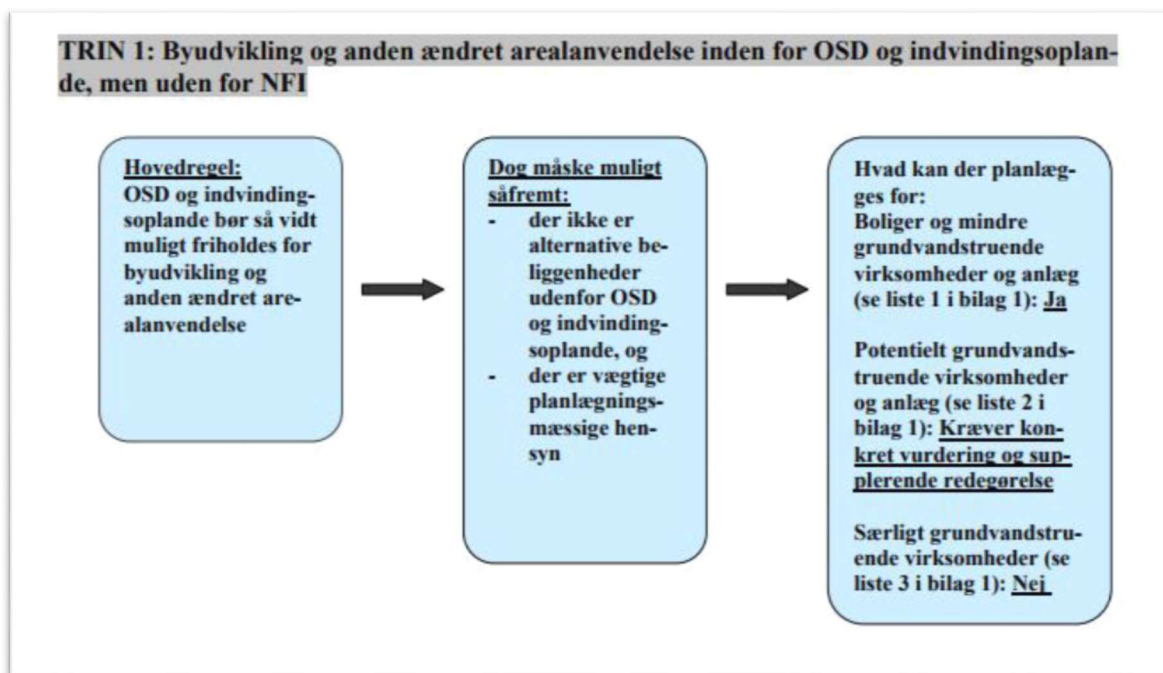 TRIN 1: Byudvikling og anden ændret arealanvendelse inden for OSD og indvindingsoplan-
de, men uden for NFI
Hovedregel:
OSD og indvinding-
soplande bør så vidt
muligt friholdes for
byudvikling og
anden ændret are-
alanvendelse
Dog måske muligt
såfremt:
- der ikke er
alternative be-
liggenheder
udenfor OSD
og indvinding-
soplande, og
- der er vægtige
planlægnings-
mæssige hen-
syn
Hvad kan der planlæg-
ges for:
Boliger og mindre
grundvandstruende
virksomheder og anlæg
(se liste 1 i bilag 1): Ja
Potentielt grundvands-
truende virksomheder
og anlæg (se liste 2 i
bilag 1): Kræver kon-
kret vurdering og sup-
plerende redegørelse
Særligt grundvandstru-
ende virksomheder (se
liste 3 i bilag 1): Nej